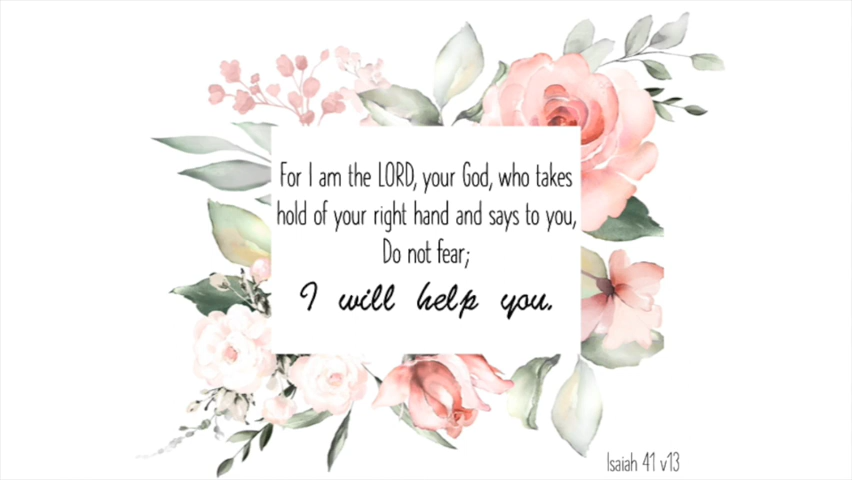 For I am the LORD, your God, who takes
hold of your right hand and says to you,
Do not fear;
I will help you.
Isaiah 41 v13